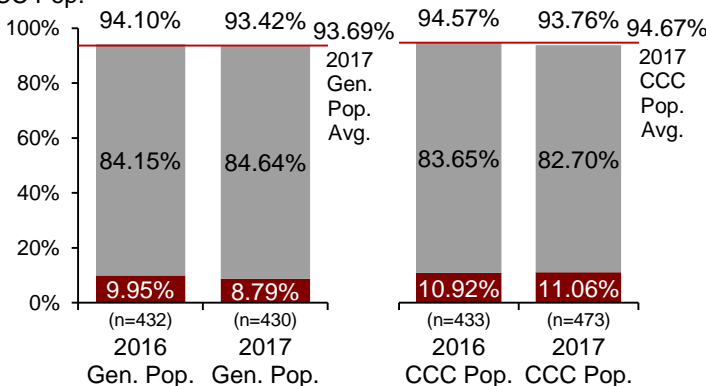 94.10% 93.42% 93.69% 94.57% 93.76% 94.67%
100%
2017
Gen.
Pop.
Avg.
2017
CCC
Pop.
Avg.
80%
60%
84.15% 84.64% 83.65% 82.70%
40%
20%
9.95% 8.79% 10.92% 11.06%
0%
(n=432) (n=430) (n=433) (n=473)
2016 2017 2016 2017
Gen. Pop. Gen. Pop. CCC Pop. CCC Pop.